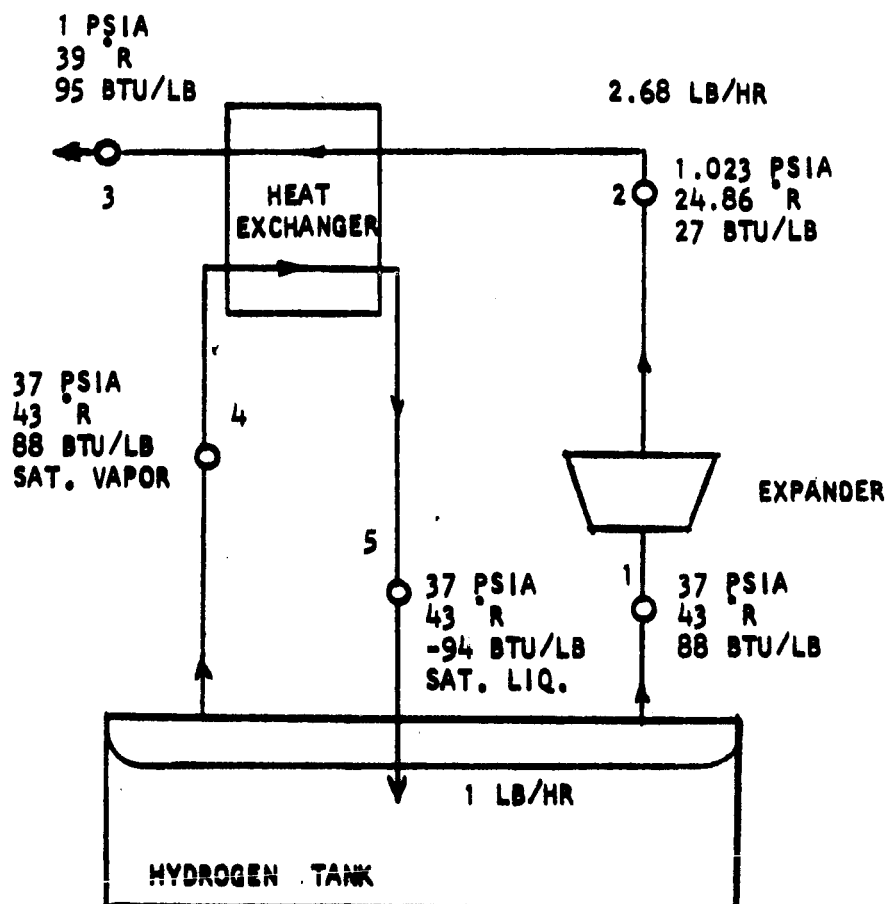 1 PSIA
39 °R
95 BTU/LB
2.68 LB/HR
3
HEAT
EXCHANGER
2
1.023 PSIA
24.86 °R
27 BTU/LB
37 PSIA
43 °R
88 BTU/LB
SAT. VAPOR
4
EXPANDER
5
37 PSIA
43 °R
-94 BTU/LB
SAT. LIQ.
1
37 PSIA
43 °R
88 BTU/LB
1 LB/HR
HYDROGEN TANK